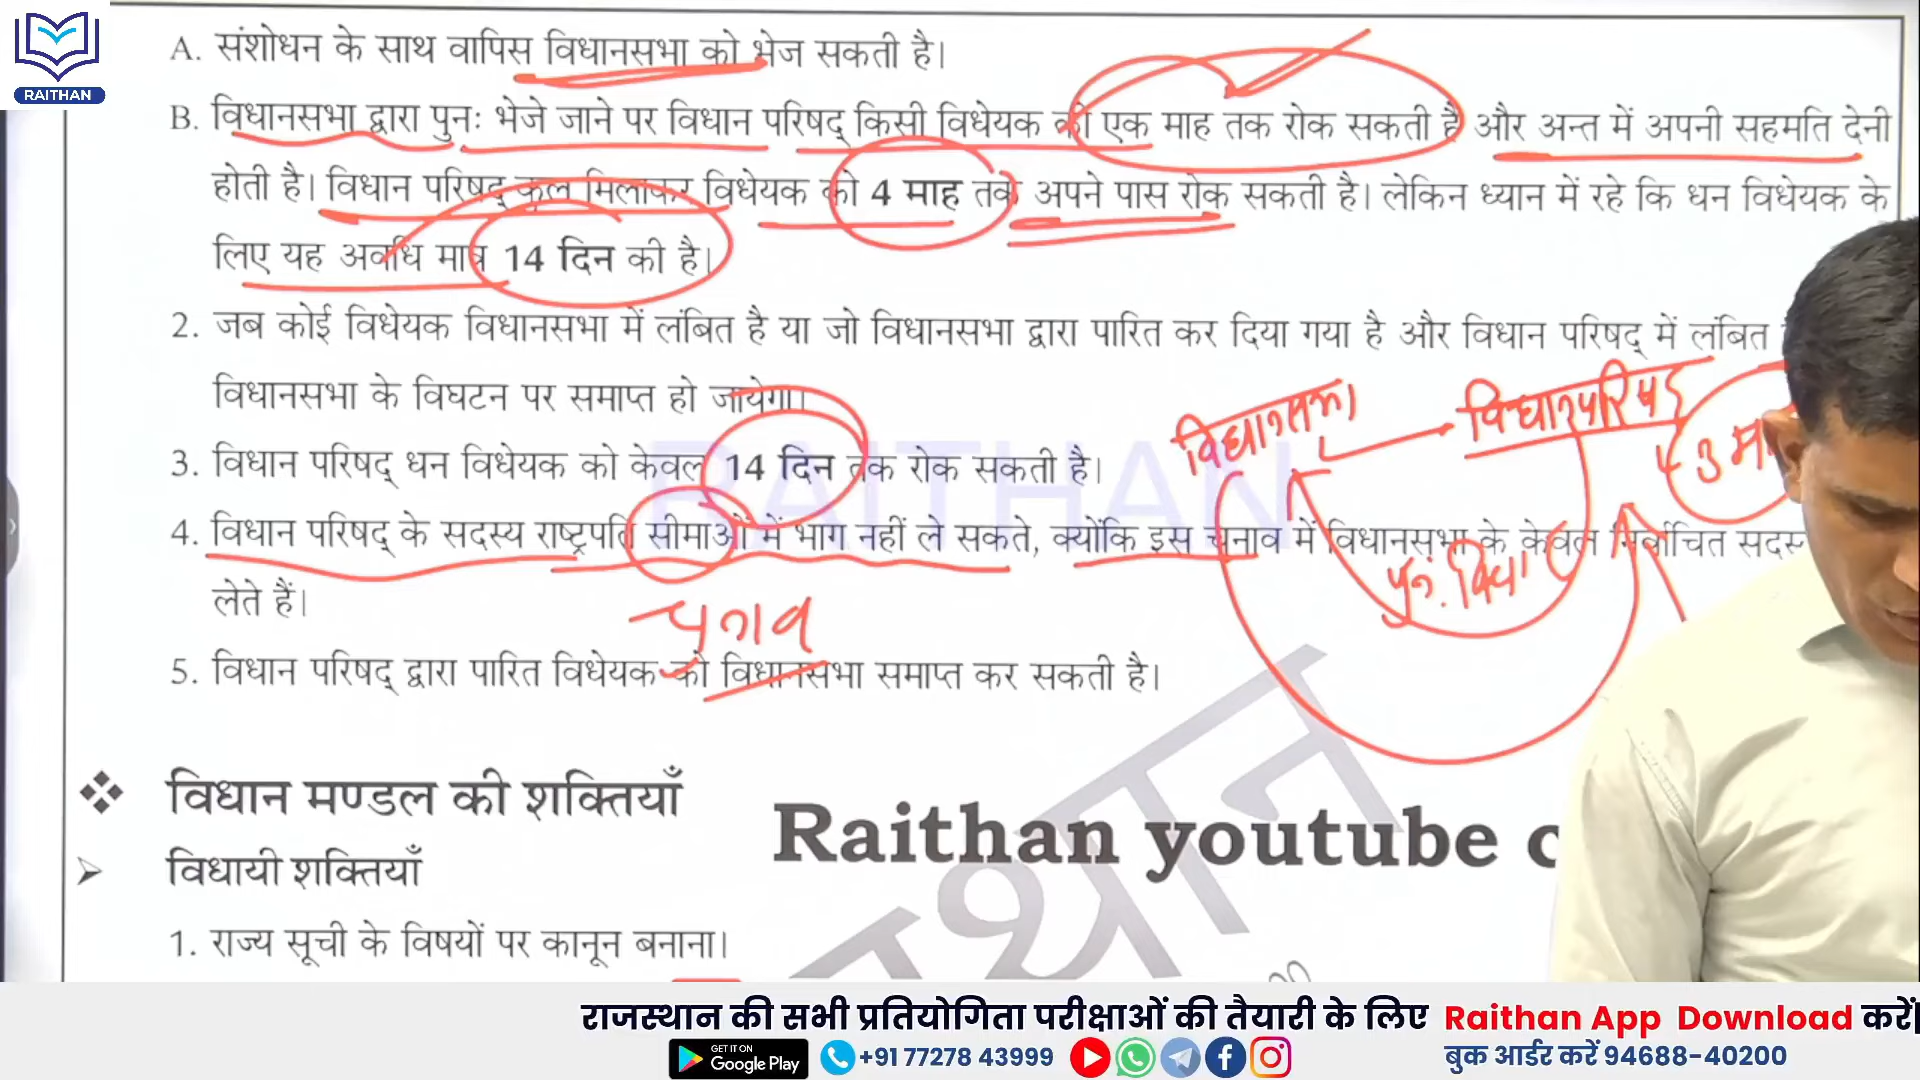 RAITHAN
A. संशोधन के साथ वापिस विधानसभा को भेज सकती है।
B. विधानसभा द्वारा पुनः भेजे जाने पर विधान परिषद् किसी विधेयक को एक माह तक रोक सकती है और अन्त में अपनी सहमति देनी
होती है। विधान परिषद् कुल मिलाकर विधेयक को 4 माह तक अपने पास रोक सकती है। लेकिन ध्यान में रहे कि धन विधेयक के
लिए यह अवधि मात्र 14 दिन की है।
2. जब कोई विधेयक विधानसभा में लंबित है या जो विधानसभा द्वारा पारित कर दिया गया है और विधान परिषद् में लंबित
विधानसभा के विघटन पर समाप्त हो जायेगा।
विधानसभा
विधानपरिषद्
3 मा
3. विधान परिषद् धन विधेयक को केवल 14 दिन तक रोक सकती है।
RAITHAN
4. विधान परिषद् के सदस्य राष्ट्रपति सीमाओं में भाग नहीं ले सकते, क्योंकि इस चुनाव में विधानसभा के केवल निर्वाचित सदस्
लेते हैं।
चुनाव
5. विधान परिषद् द्वारा पारित विधेयक को विधानसभा समाप्त कर सकती है।
विधान मण्डल की शक्तियाँ
Raithan youtube c
विधायी शक्तियाँ
1. राज्य सूची के विषयों पर कानून बनाना।
राजस्थान की सभी प्रतियोगिता परीक्षाओं की तैयारी के लिए Raithan App Download करें|
GET IT ON
Google Play
+91 77278 43999
बुक आर्डर करें 94688-40200